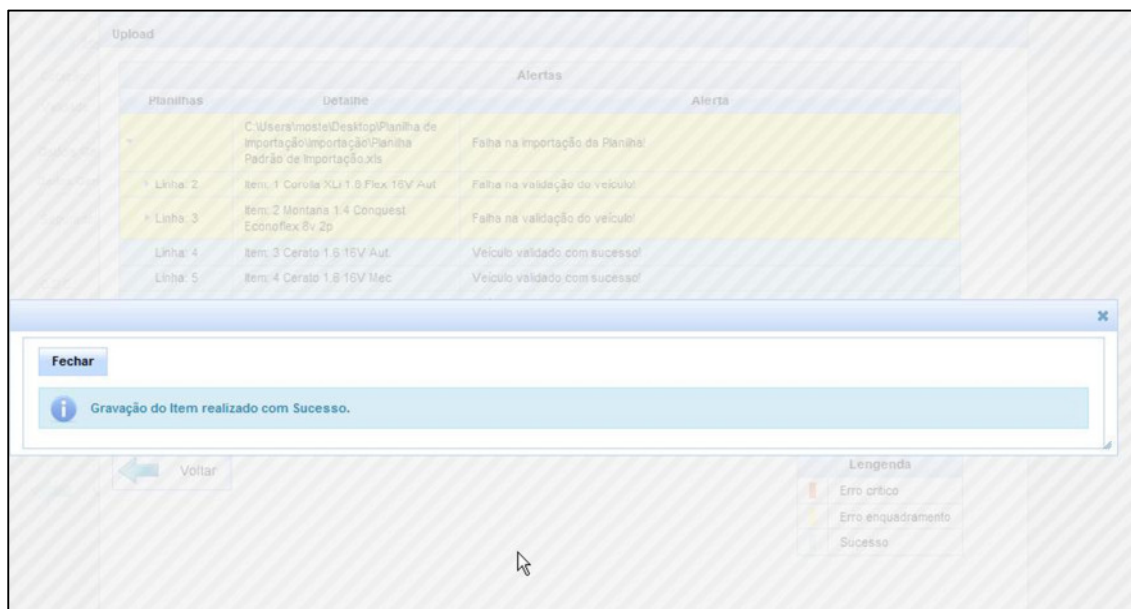 Upload
Alertas
Planilhas Detalhe Alerta
C:\Users\moste\Desktop\Planilha de
Importação\Importação\Planilha
Padrão de Importação.xls
Falha na importação da Planilha!
Linha: 2 Item: 1 Corolla XLi 1.8 Flex 16V Aut Falha na validação do veículo!
Linha: 3 Item: 2 Montana 1.4 Conquest
Econoflex 8v 2p
Falha na validação do veículo!
Linha: 4 Item: 3 Cerato 1.6 16V Aut. Veículo validado com sucesso!
Linha: 5 Item: 4 Cerato 1.6 16V Mec Veículo validado com sucesso!
Fechar
Gravação do Item realizado com Sucesso.
Voltar
Lengenda
Erro crítico
Erro enquadramento
Sucesso